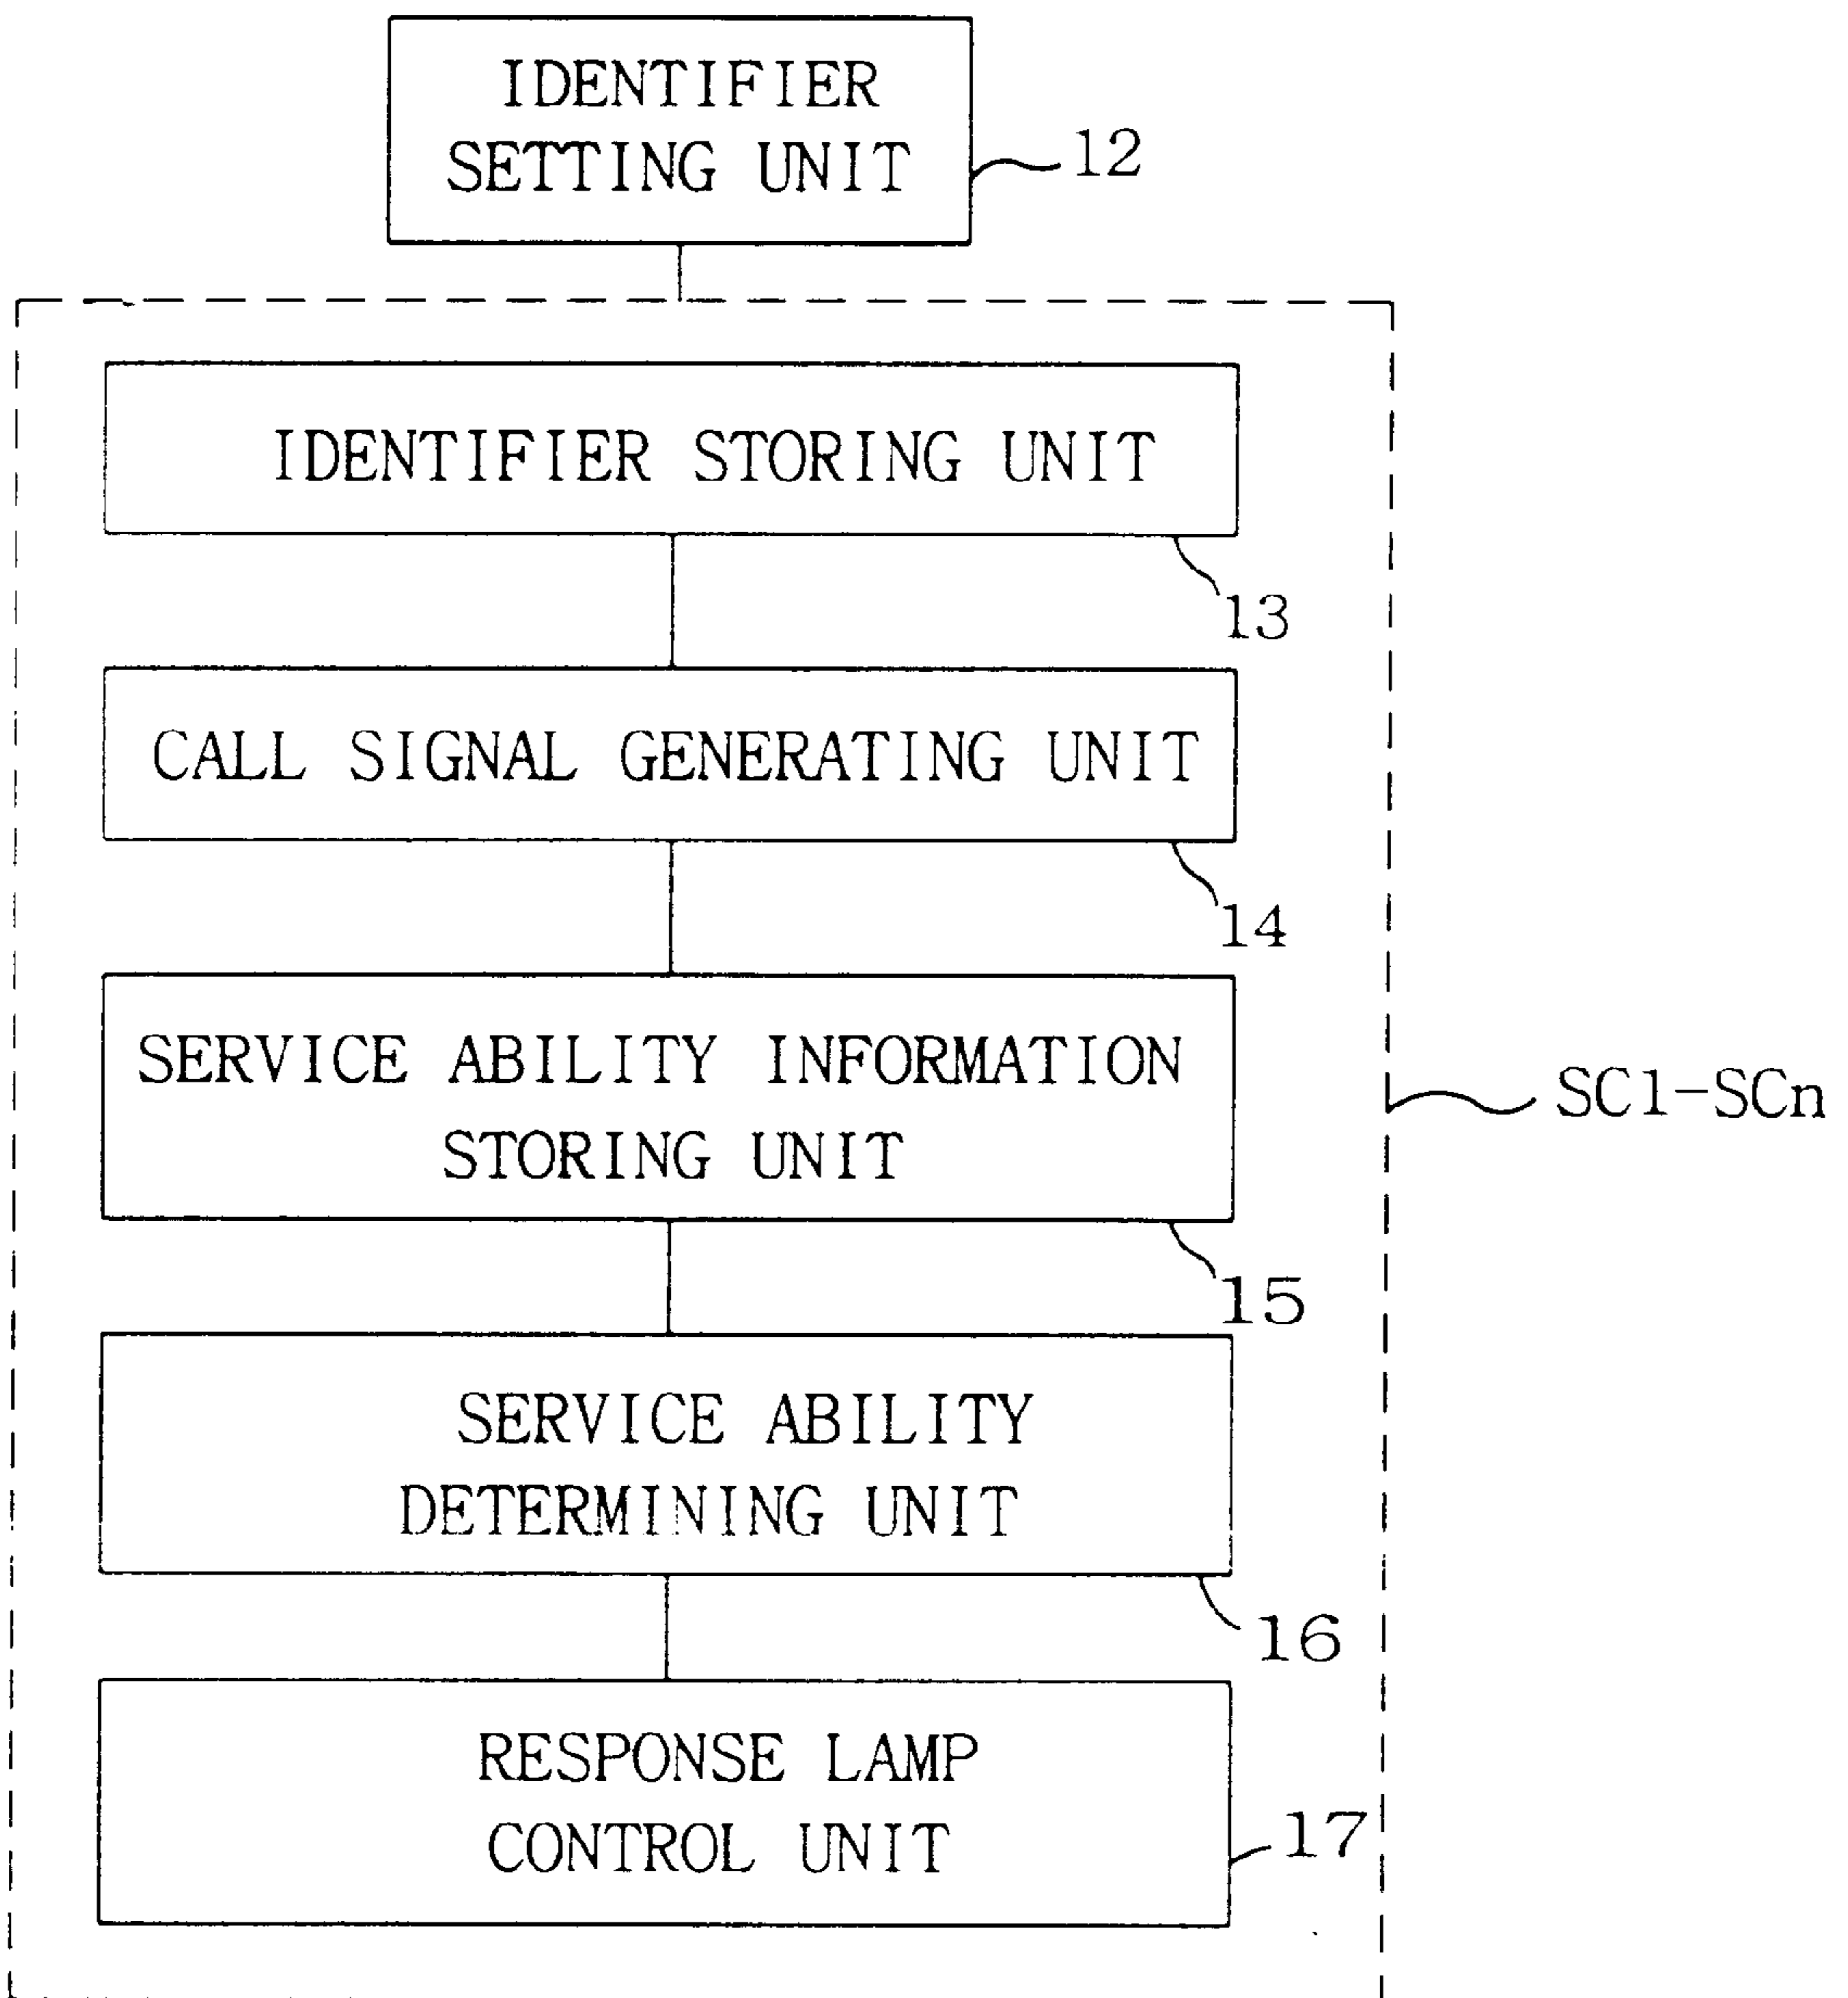 IDENTIFIER
SETTING UNIT
12
IDENTIFIER STORING UNIT
13
CALL SIGNAL GENERATING UNIT
14
SERVICE ABILITY INFORMATION
STORING UNIT
SC1-SCn
15
SERVICE ABILITY
DETERMINING UNIT
16
RESPONSE LAMP
CONTROL UNIT
17